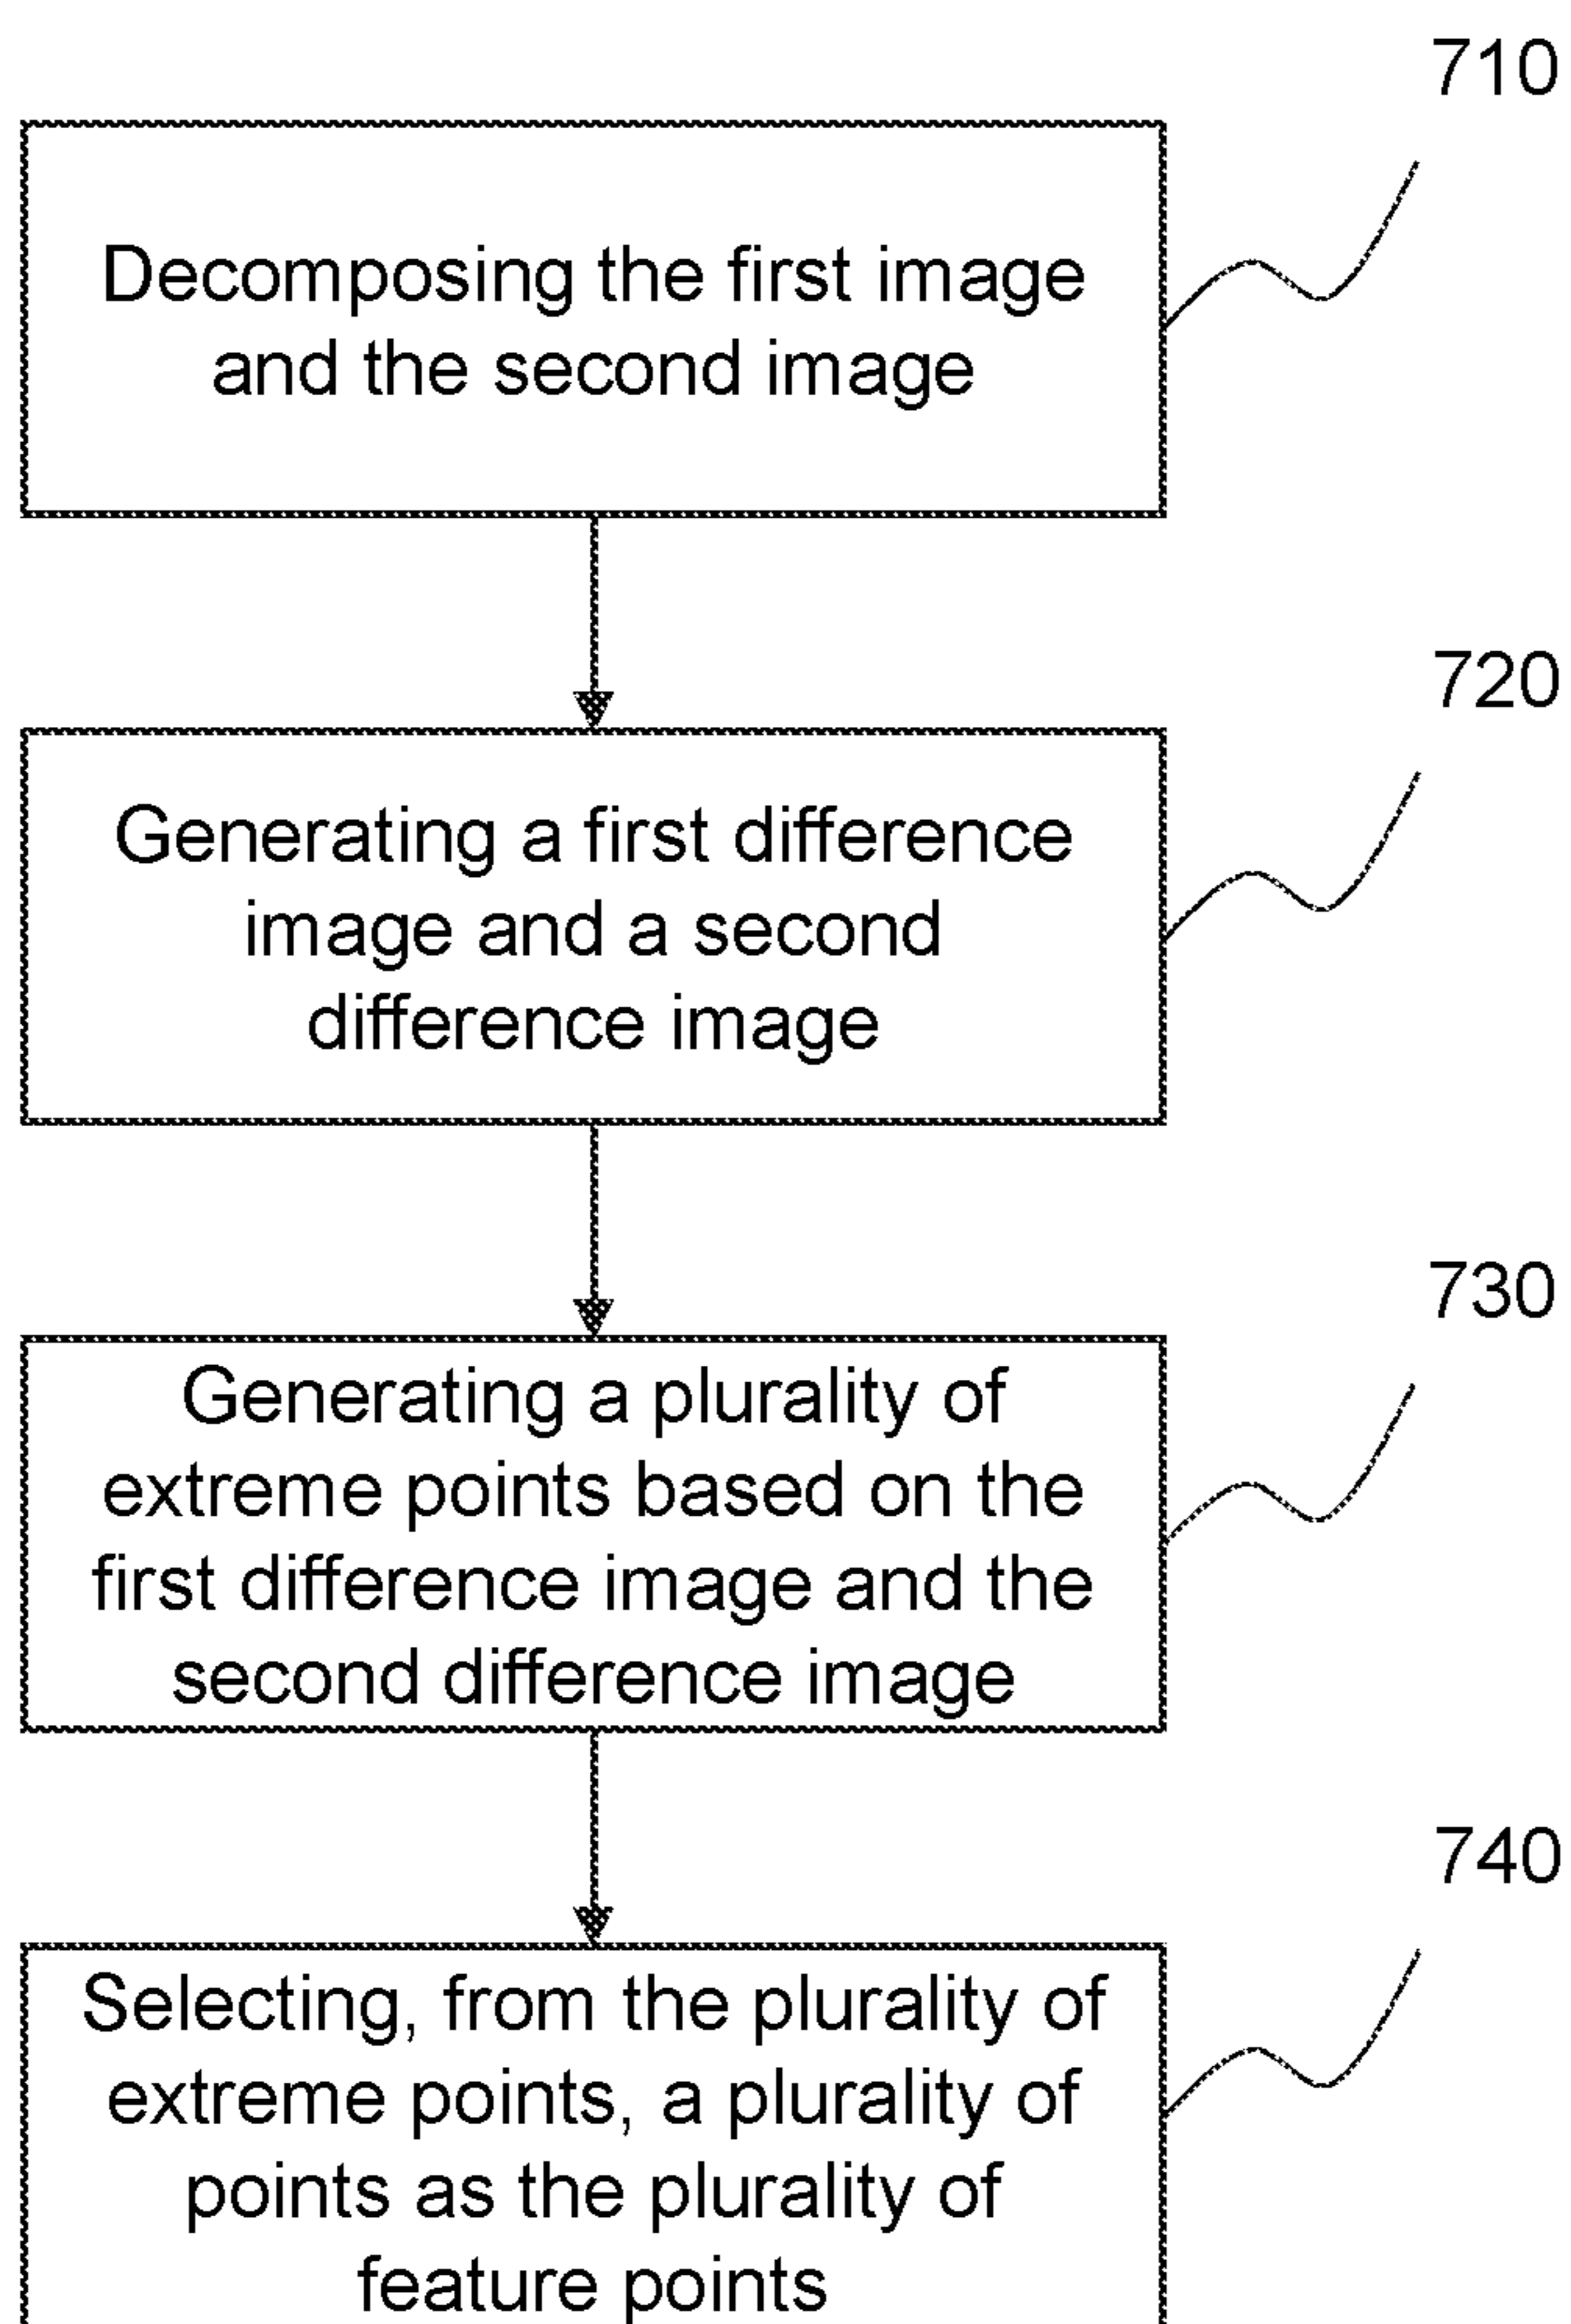 710
Decomposing the first image
and the second image
720
Generating a first difference
image and a second
difference image
730
Generating a plurality of
extreme points based on the
first difference image and the
second difference image
740
Selecting, from the plurality of
extreme points, a plurality of
points as the plurality of
feature points